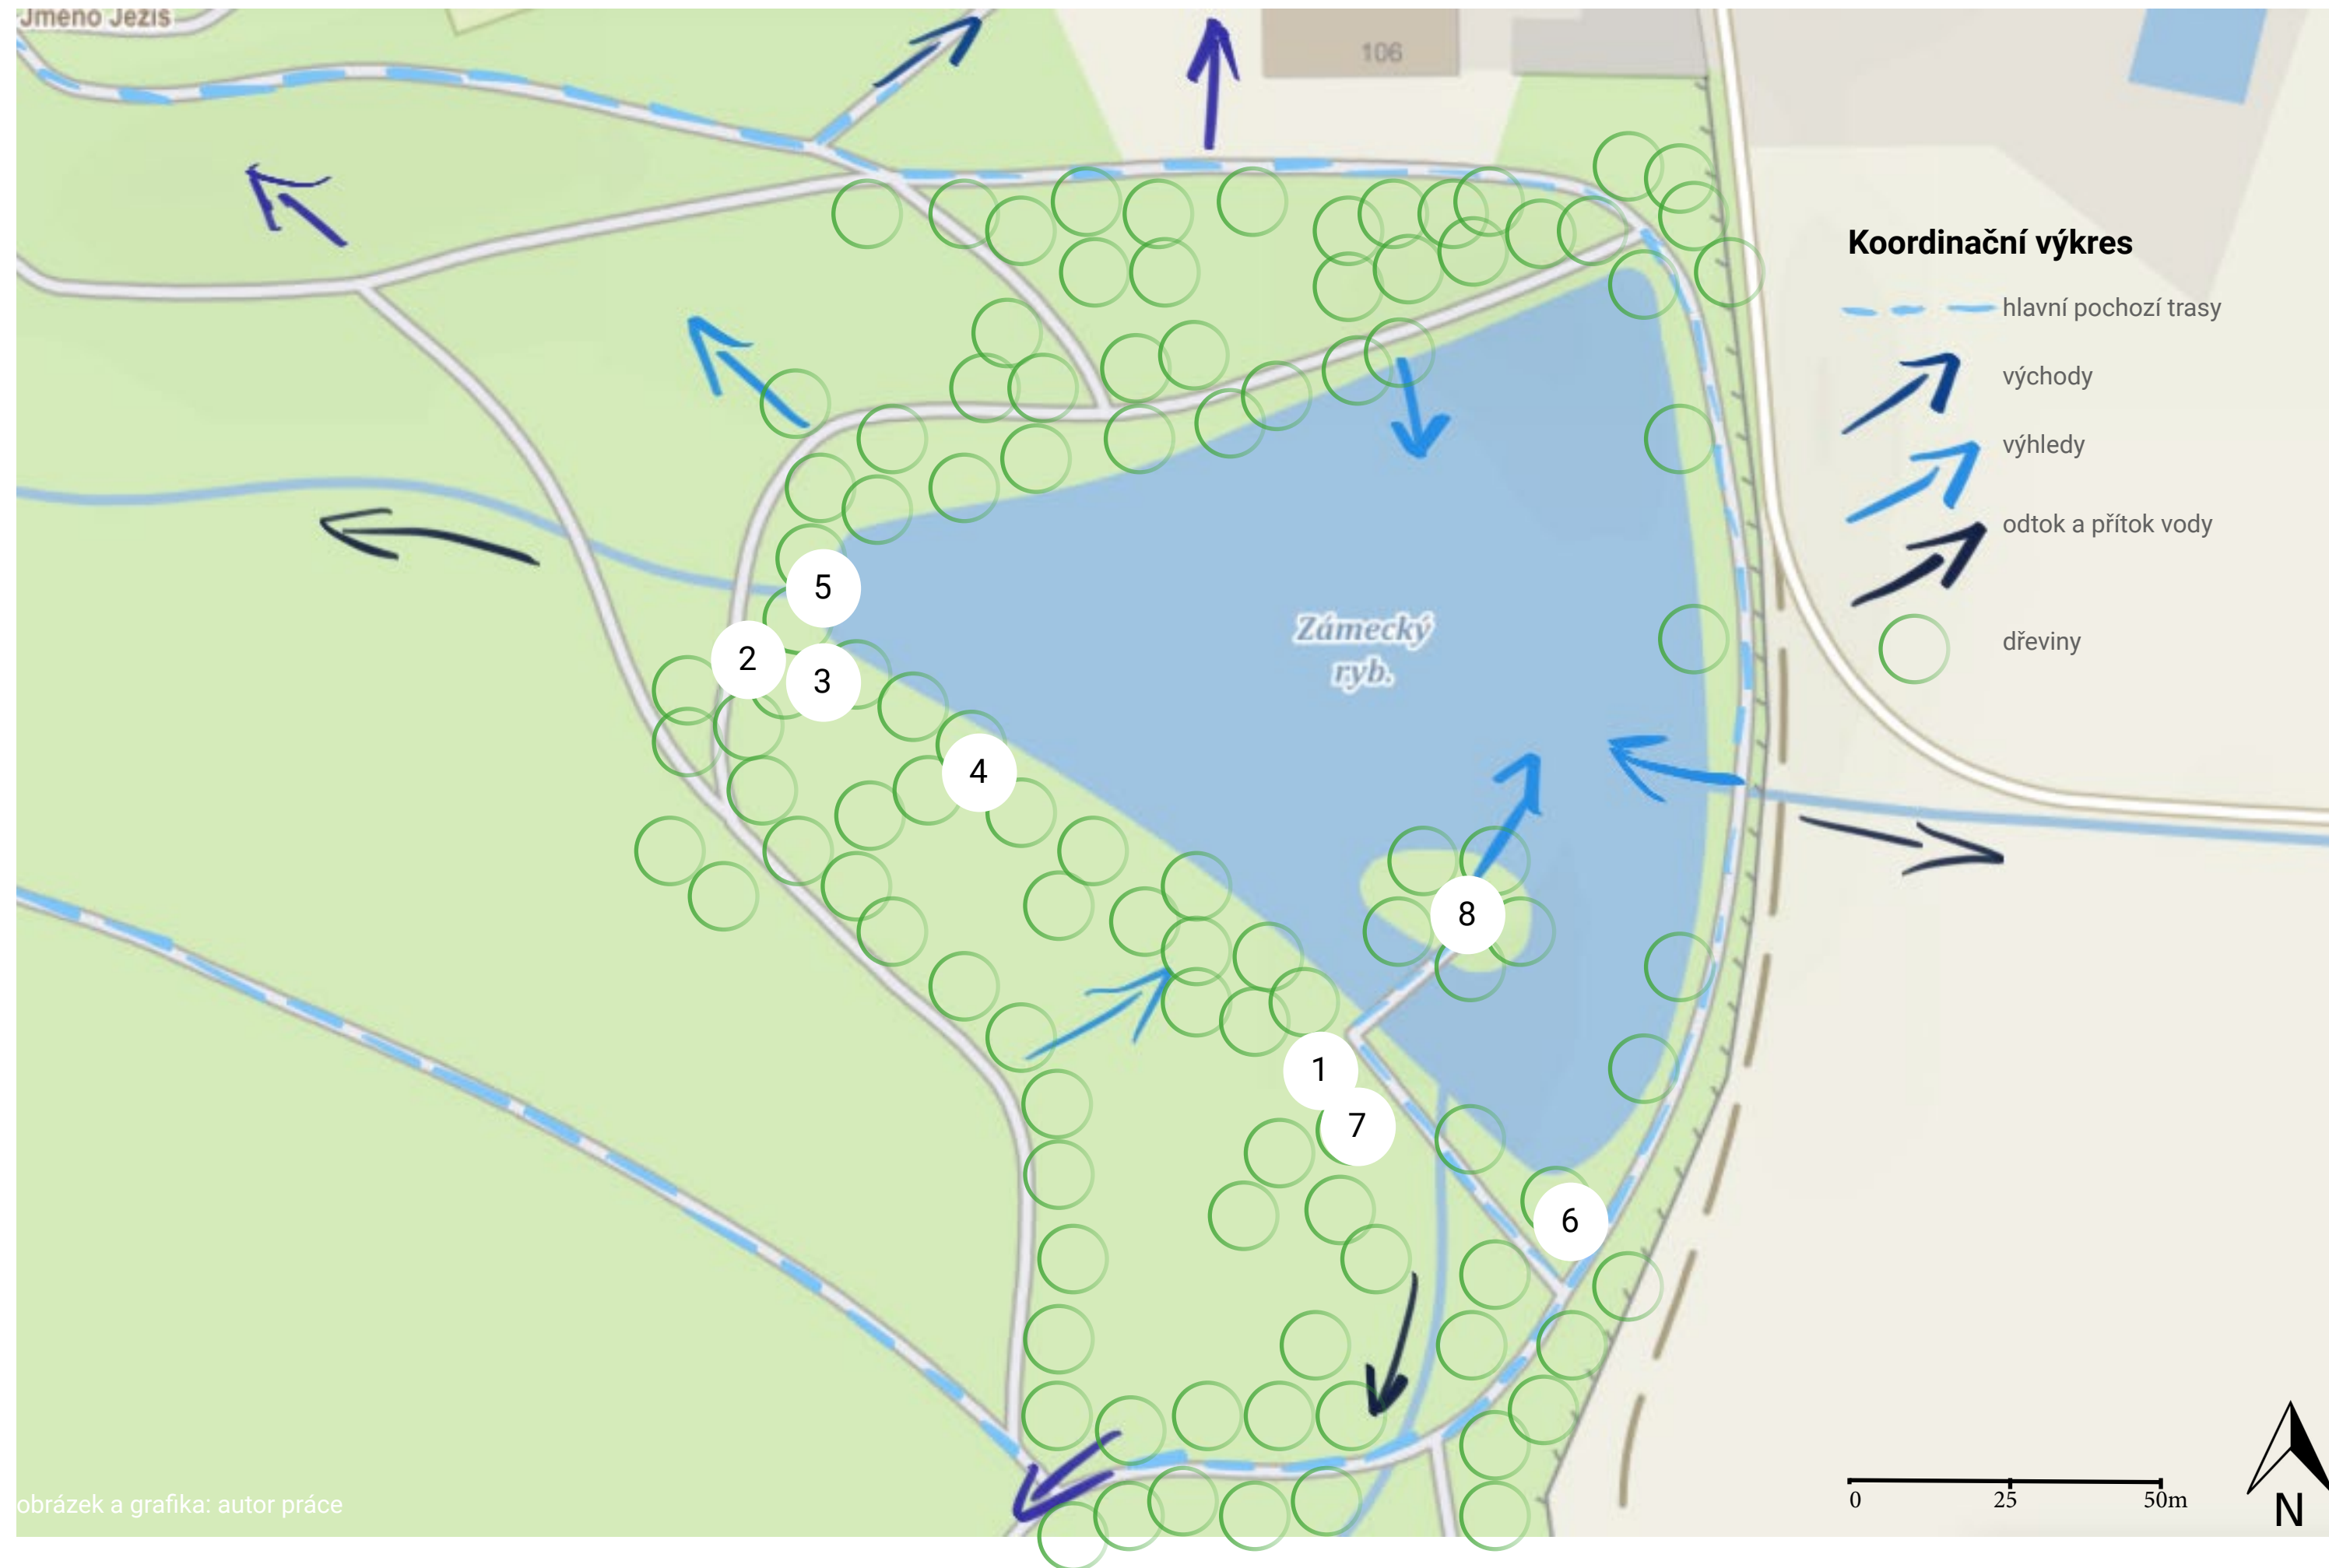 Jméno Ježíš
106
Koordinační výkres
hlavní pochozí trasy
východy
výhledy
odtok a přítok vody
dřeviny
5
2
3
Zámecký
ryb.
4
8
1
7
6
obrázek a grafika: autor práce
0 25 50m
N